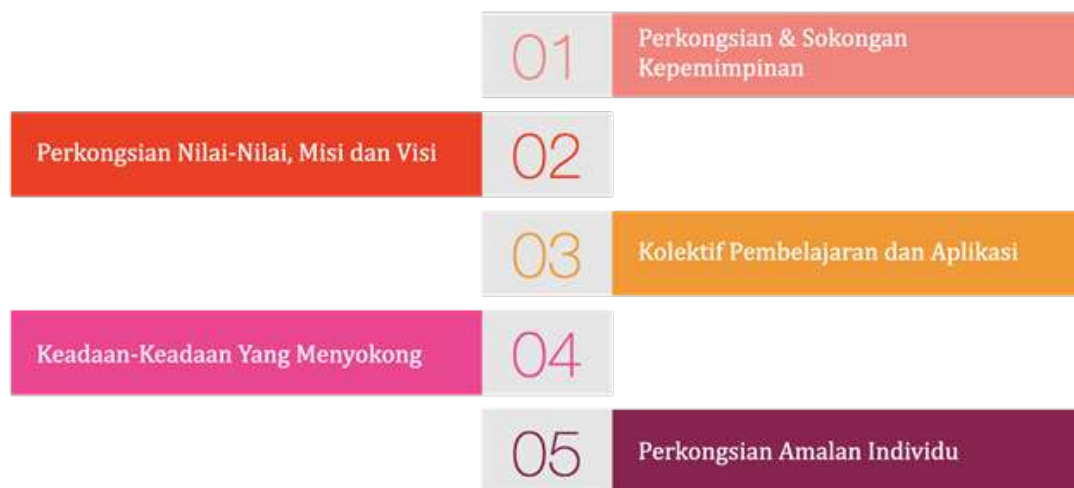 01
Perkongsian & Sokongan
Kepemimpinan
Perkongsian Nilai-Nilai, Misi dan Visi
02
03
Kolektif Pembelajaran dan Aplikasi
Keadaan-Keadaan Yang Menyokong
04
05
Perkongsian Amalan Individu